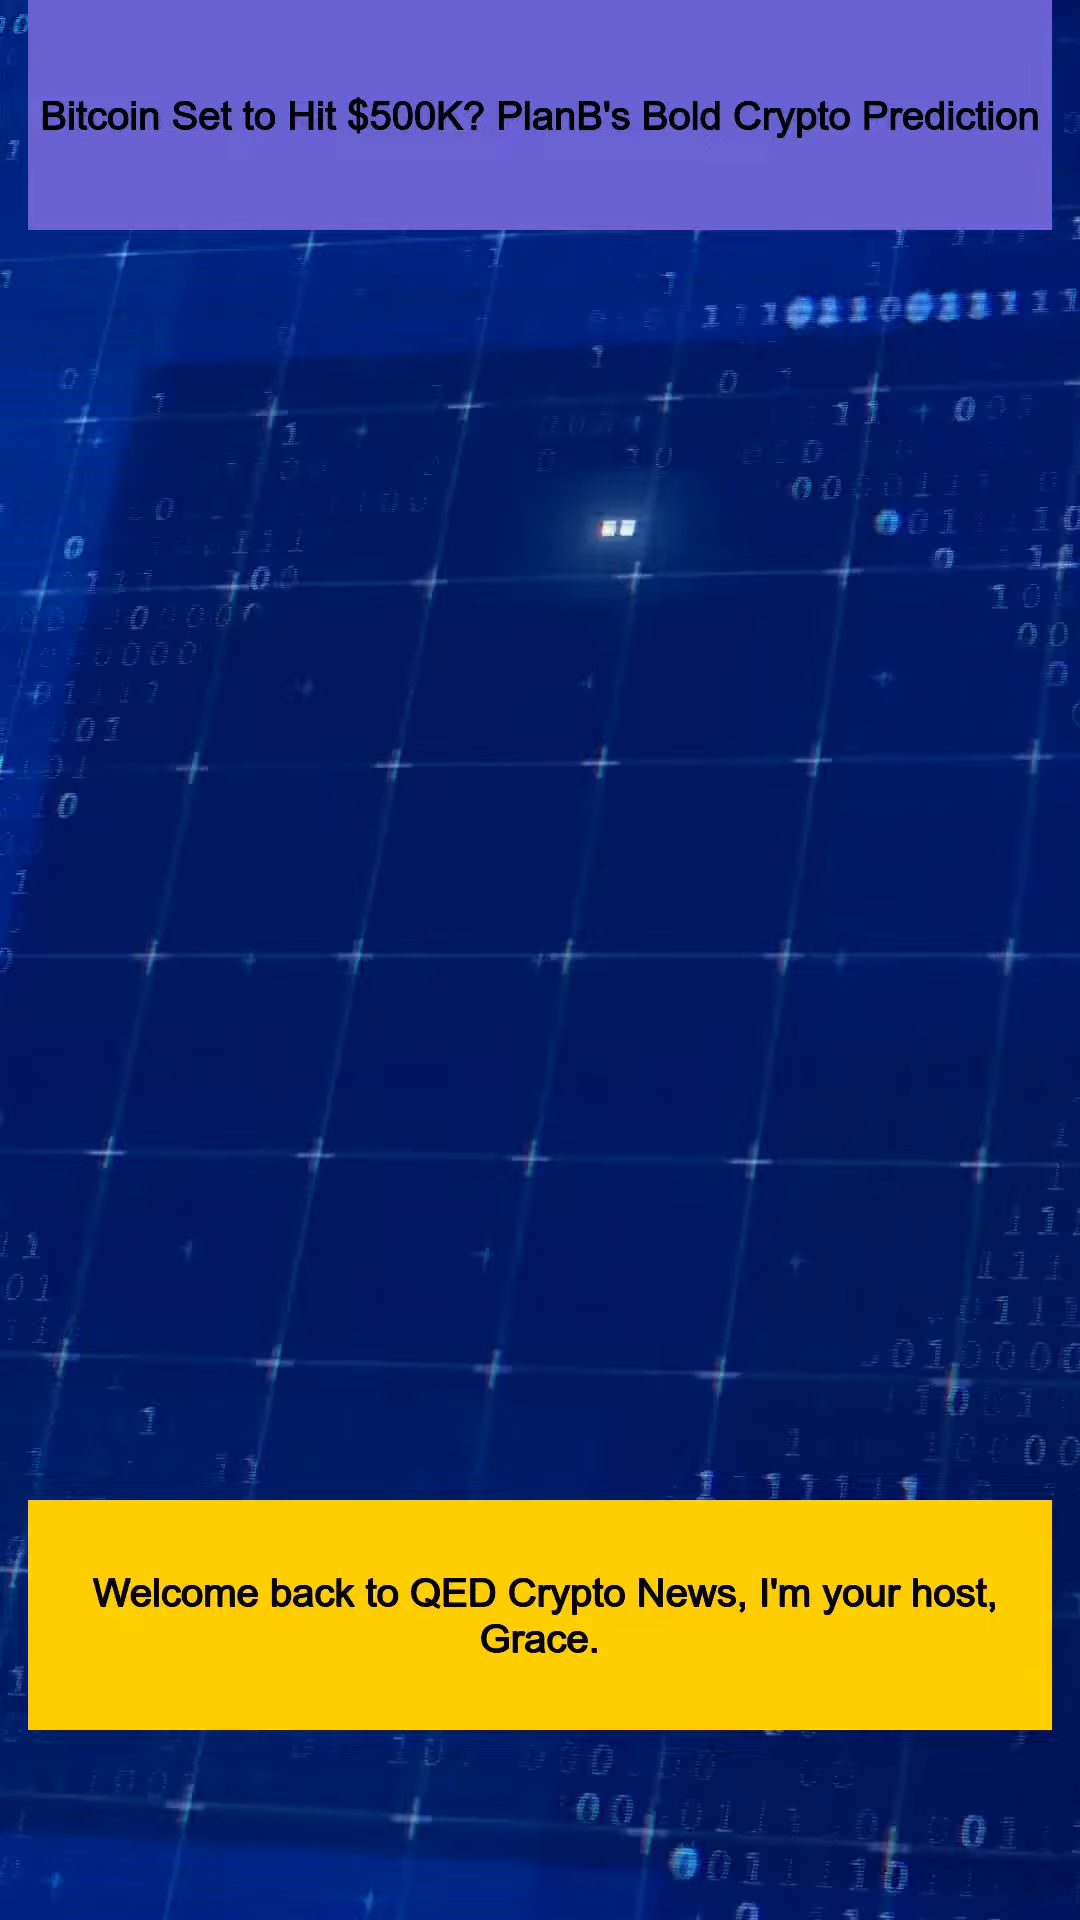 Bitcoin Set to Hit $500K? PlanB's Bold Crypto Prediction
Welcome back to QED Crypto News, I'm your host,
Grace.